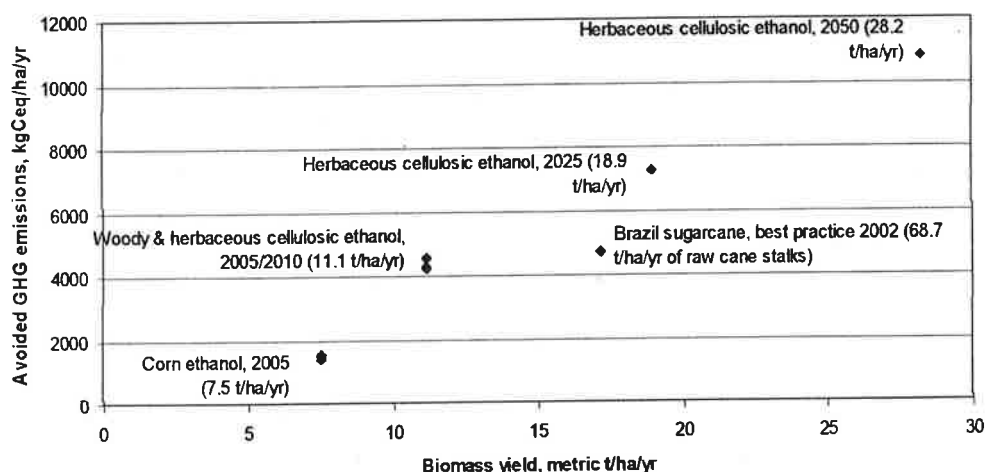 12000
10000
8000
6000
4000
2000
0
Avoided GHG emissions, kgCeq/ha/yr
Herbaceous cellulosic ethanol, 2050 (28.2
t/ha/yr)
Herbaceous cellulosic ethanol, 2025 (18.9
t/ha/yr)
Woody & herbaceous cellulosic ethanol,
2005/2010 (11.1 t/ha/yr)
Brazil sugarcane, best practice 2002 (68.7
t/ha/yr of raw cane stalks)
Corn ethanol, 2005
(7.5 t/ha/yr)
0 5 10 15 20 25 30
Biomass yield, metric t/ha/yr